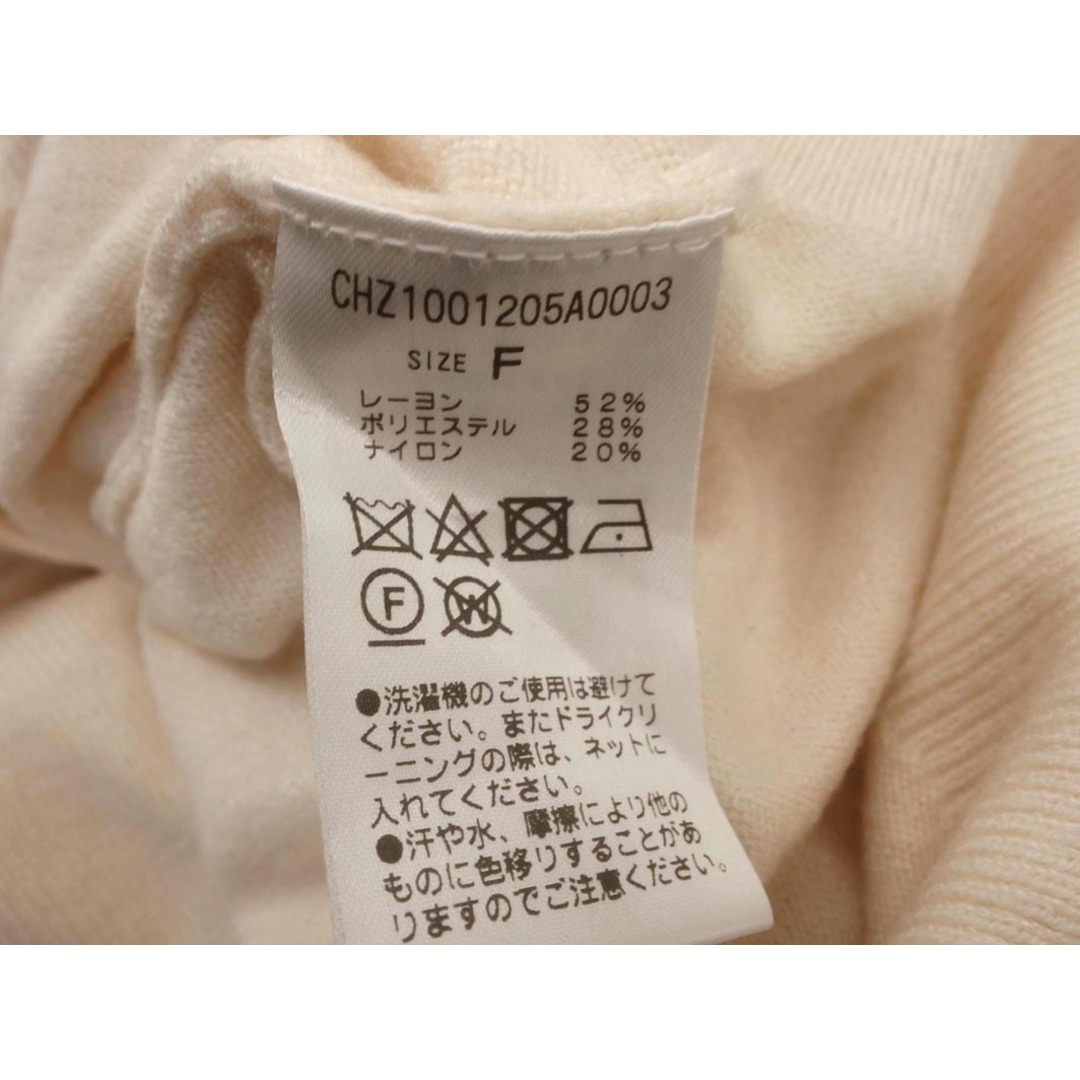 CHZ1001205A0003
SIZE F
レーヨン 52%
ポリエステル 28%
ナイロン 20%
F W
●洗濯機のご使用は避けて
ください。またドライクリ
ーニングの際は、ネットに
入れてください。
●汗や水、摩擦により他の
ものに色移りすることがあ
りますのでご注意ください。